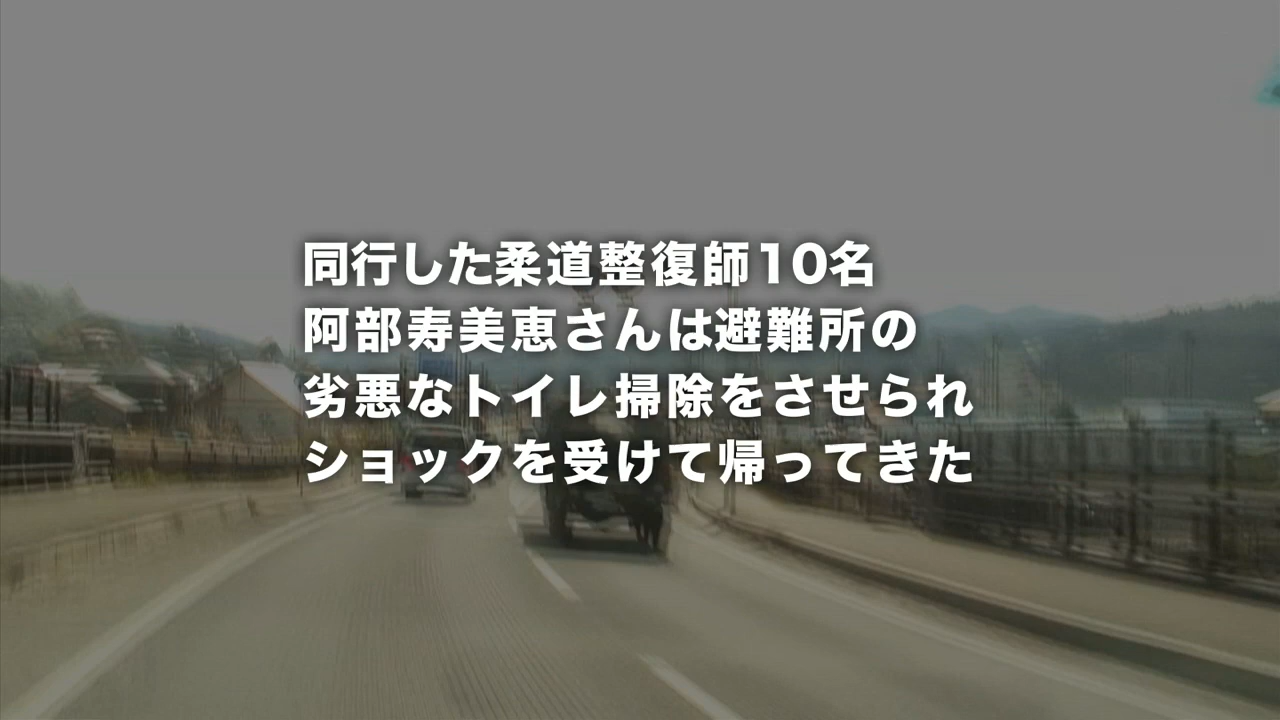 同行した柔道整復師10名
阿部寿美恵さんは避難所の
劣悪なトイレ掃除をさせられ
ショックを受けて帰ってきた